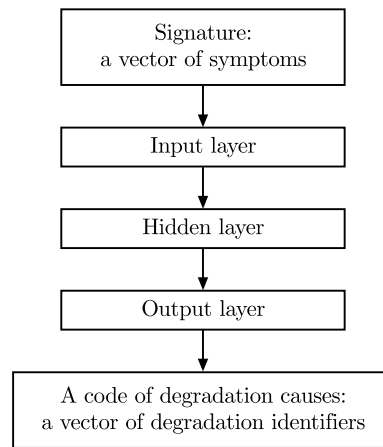 Signature:
a vector of symptoms
Input layer
Hidden layer
Output layer
A code of degradation causes:
a vector of degradation identifiers